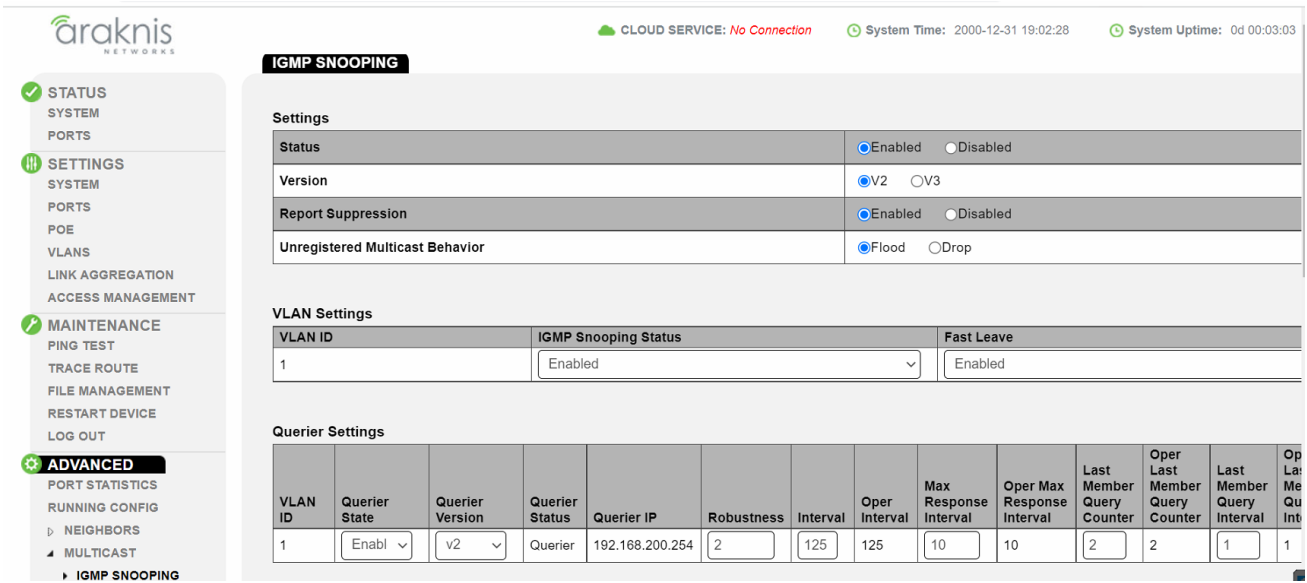 araknis
NETWORKS
CLOUD SERVICE: No Connection System Time: 2000-12-31 19:02:28 System Uptime: 0d 00:03:03
IGMP SNOOPING
STATUS
SYSTEM
PORTS
SETTINGS
SYSTEM
PORTS
POE
VLANS
LINK AGGREGATION
ACCESS MANAGEMENT
MAINTENANCE
PING TEST
TRACE ROUTE
FILE MANAGEMENT
RESTART DEVICE
LOG OUT
ADVANCED
PORT STATISTICS
RUNNING CONFIG
NEIGHBORS
MULTICAST
IGMP SNOOPING
Settings
Status Enabled Disabled
Version V2 V3
Report Suppression Enabled Disabled
Unregistered Multicast Behavior Flood Drop
VLAN Settings
VLAN ID IGMP Snooping Status Fast Leave
1 Enabled Enabled
Querier Settings
VLAN ID Querier State Querier Version Querier Status Querier IP Robustness Interval Oper Interval Max Response Interval Oper Max Response Interval Last Member Query Counter Oper Last Member Query Counter Last Member Query Interval
1 Enabl v2 Querier 192.168.200.254 2 125 125 10 10 2 2 1 1